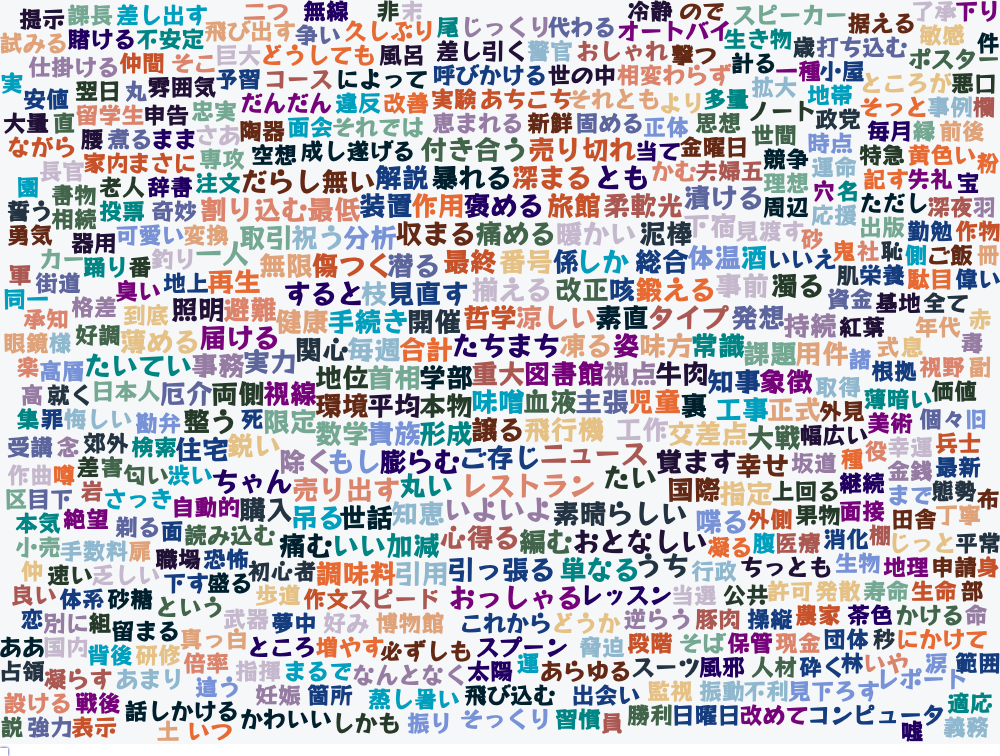 提示 課長 差し出す 二つ 無線 非 末 冷静 ので スピーカー 据える 了承 下り
試みる 賭ける 不安定 飛び出す 争い 久しぶり 尾 じっくり 代わる オートバイ 生き物 歳 打ち込む 敏感 件
仕掛ける 仲間 そこ 巨大 どうしても 風呂 差し引く 警官 おしゃれ 撃つ 計る 一種 小屋 ポスター
実 安値 翌日 丸 雰囲気 予習 コース によって 呼びかける 世の中 相変わらず 拡大 地帯 ところが 悪口
大量 直 留学生 申告 忠実 だんだん 違反 改善 実験 あちこち それとも より 多量 ノート 政党 そっと 事例 欄
ながら 腰 煮る まま さあ 陶器 面会 それでは 恵まれる 新鮮 固める 正体 思想 世間 時点 毎月 縁 前後
長官 家内 まさに 専攻 空想 成し遂げる 付き合う 売り切れ 当て 金曜日 競争 運命 特急 黄色い 粉
園 書物 老人 辞書 注文 だらし無い 解説 暴れる 深まる とも かむ 夫婦 五 理想 穴 名 記す 失礼 宝
誓う 相続 投票 奇妙 割り込む 最低 装置 作用 褒める 旅館 柔軟 光 漬ける 周辺 応援 ただし 深夜 羽
勇気 器用 可愛い 変換 取引 祝う 分析 収まる 痛める 暖かい 泥棒 下宿 見渡す 砂 出版 勤勉 作物
カー 踊り 番 釣り 一人 無限 傷つく 潜る 最終 番号 係 しか 総合 体温 酒 いいえ 鬼 社 恥 側 ご飯 冊
軍 街道 臭い 地上 再生 すると 枝 見直す 揃える 改正 咳 鍛える 事前 濁る 肌 栄養 駄目 偉い
同一 承知 格差 到底 照明 避難 健康 手続き 開催 哲学 涼しい 素直 タイプ 発想 持続 資金 基地 全て 紅葉 年代 赤
眼鏡 様 好調 薄める 届ける 関心 毎週 合計 たちまち 凍る 姿 味方 常識 課題 用件 諸 式 息 毒
楽 高層 たいてい 事務 実力 地位 首相 学部 重大 図書館 視点 牛肉 知事 象徴 取得 根拠 視野 副
高 就く 日本人 厄介 両側 視線 環境 平均 本物 味噌 血液 主張 児童 裏 工事 正式 外見 薄暗い 価値
集 罪 悔しい 勘弁 整う 死 限定 数学 貴族 形成 譲る 飛行機 工作 交差点 大戦 幅広い 美術 個々 旧
受講 念 郊外 検索 住宅 鋭い 除く もし 膨らむ ご存じ ニュース 覚ます 幸せ 坂道 種 役 幸運 兵士
作曲 噂 差害 匂い 渋い ちゃん 売り出す 丸い レストラン たい 国際 指定 上回る 継続 金銭 最新
区 目下 岩 さっき 自動的 購入 吊る 世話 知恵 いよいよ 素晴らしい 喋る 外側 果物 面接 まで 態勢 布
本気 絶望 剃る 面 読み込む 痛む いい加減 心得る 編む おとなしい 凝る 腹 医療 消化 棚 田舎 丁寧
小売 手数料 扉 職場 恐怖 初心者 調味料 引用 引っ張る 単なる うち 行政 ちっとも 生物 じっと 平常
仲 速い 乏しい 下す 盛る 歩道 作文 スピード おっしゃる レッスン 当選 公共 許可 発散 寿命 地理 申請 身
良い 体系 砂糖 という 武器 夢中 好み 博物館 これから どうか 逆らう 豚肉 操縦 農家 茶色 生命 部
恋 別に 組 留まる 真っ白 ところ 増やす 必ずしも スプーン 脅迫 段階 そば 保管 現金 団体 秒 かける 命
ああ 国内 背後 研修 倍率 指揮 まるで なんとなく 太陽 運 あらゆる スーツ 風邪 人材 砕く 林 いや 涙 にかけて
占領 凝らす あまり 違う 妊娠 箇所 蒸し暑い 飛び込む 出会い 監視 振動 不利 見下ろす レポート 範囲
設ける 戦後 話しかける かわいい しかも 振り そっくり 習慣 員 勝利 日曜日 改めて コンピュータ 適応
説 強力 表示 土 いつ 嘘 義務